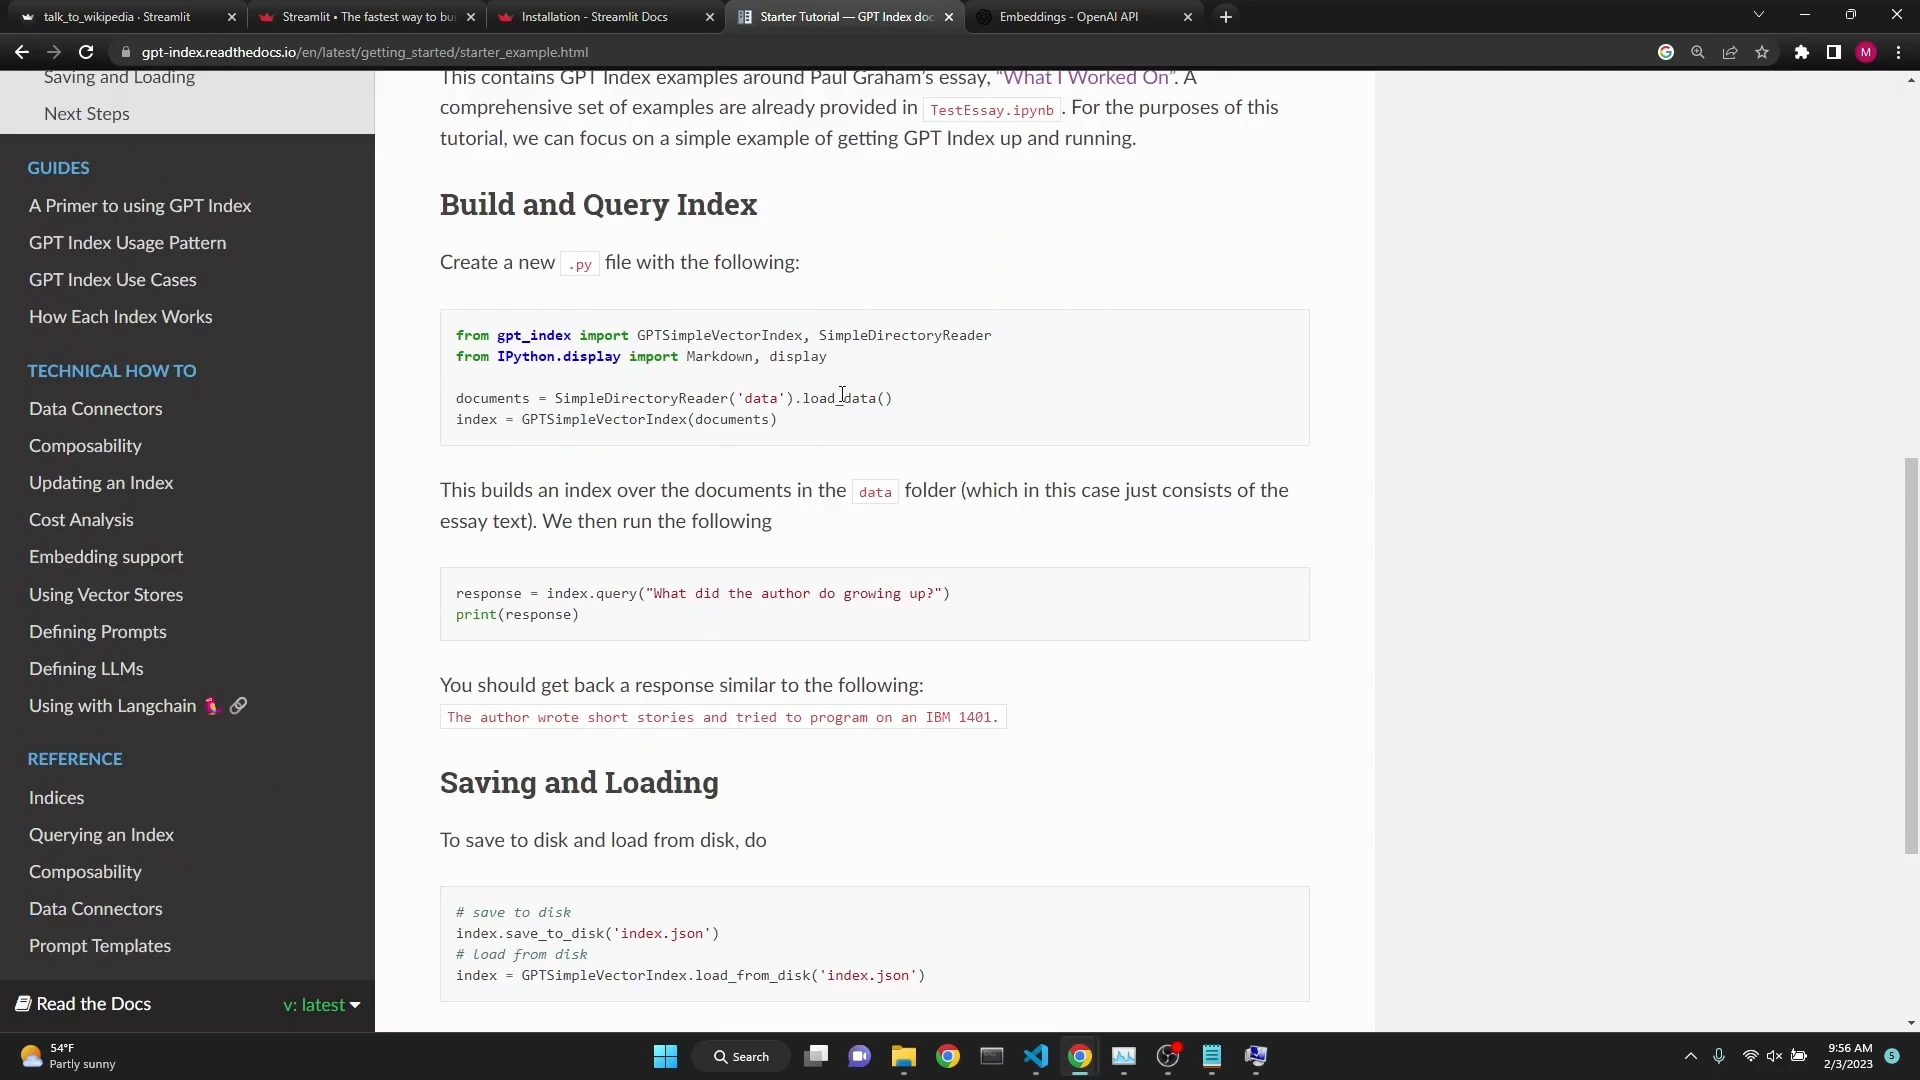 talk_to_wikipedia · Streamlit
Streamlit • The fastest way to bui
Installation - Streamlit Docs
Starter Tutorial — GPT Index doc
Embeddings - OpenAI API
gpt-index.readthedocs.io/en/latest/getting_started/starter_example.html
M
Saving and Loading
Next Steps
GUIDES
A Primer to using GPT Index
GPT Index Usage Pattern
GPT Index Use Cases
How Each Index Works
TECHNICAL HOW TO
Data Connectors
Composability
Updating an Index
Cost Analysis
Embedding support
Using Vector Stores
Defining Prompts
Defining LLMs
Using with Langchain 🦜 🔗
REFERENCE
Indices
Querying an Index
Composability
Data Connectors
Prompt Templates
Read the Docs
v: latest
This contains GPT Index examples around Paul Graham's essay, “What I Worked On”. A
comprehensive set of examples are already provided in TestEssay.ipynb . For the purposes of this
tutorial, we can focus on a simple example of getting GPT Index up and running.
Build and Query Index
Create a new .py file with the following:
from gpt_index import GPTSimpleVectorIndex, SimpleDirectoryReader
from IPython.display import Markdown, display
documents = SimpleDirectoryReader('data').load_data()
index = GPTSimpleVectorIndex(documents)
This builds an index over the documents in the data folder (which in this case just consists of the
essay text). We then run the following
response = index.query("What did the author do growing up?")
print(response)
You should get back a response similar to the following:
The author wrote short stories and tried to program on an IBM 1401.
Saving and Loading
To save to disk and load from disk, do
# save to disk
index.save_to_disk('index.json')
# load from disk
index = GPTSimpleVectorIndex.load_from_disk('index.json')
54°F
Partly sunny
Search
9:56 AM
2/3/2023
5